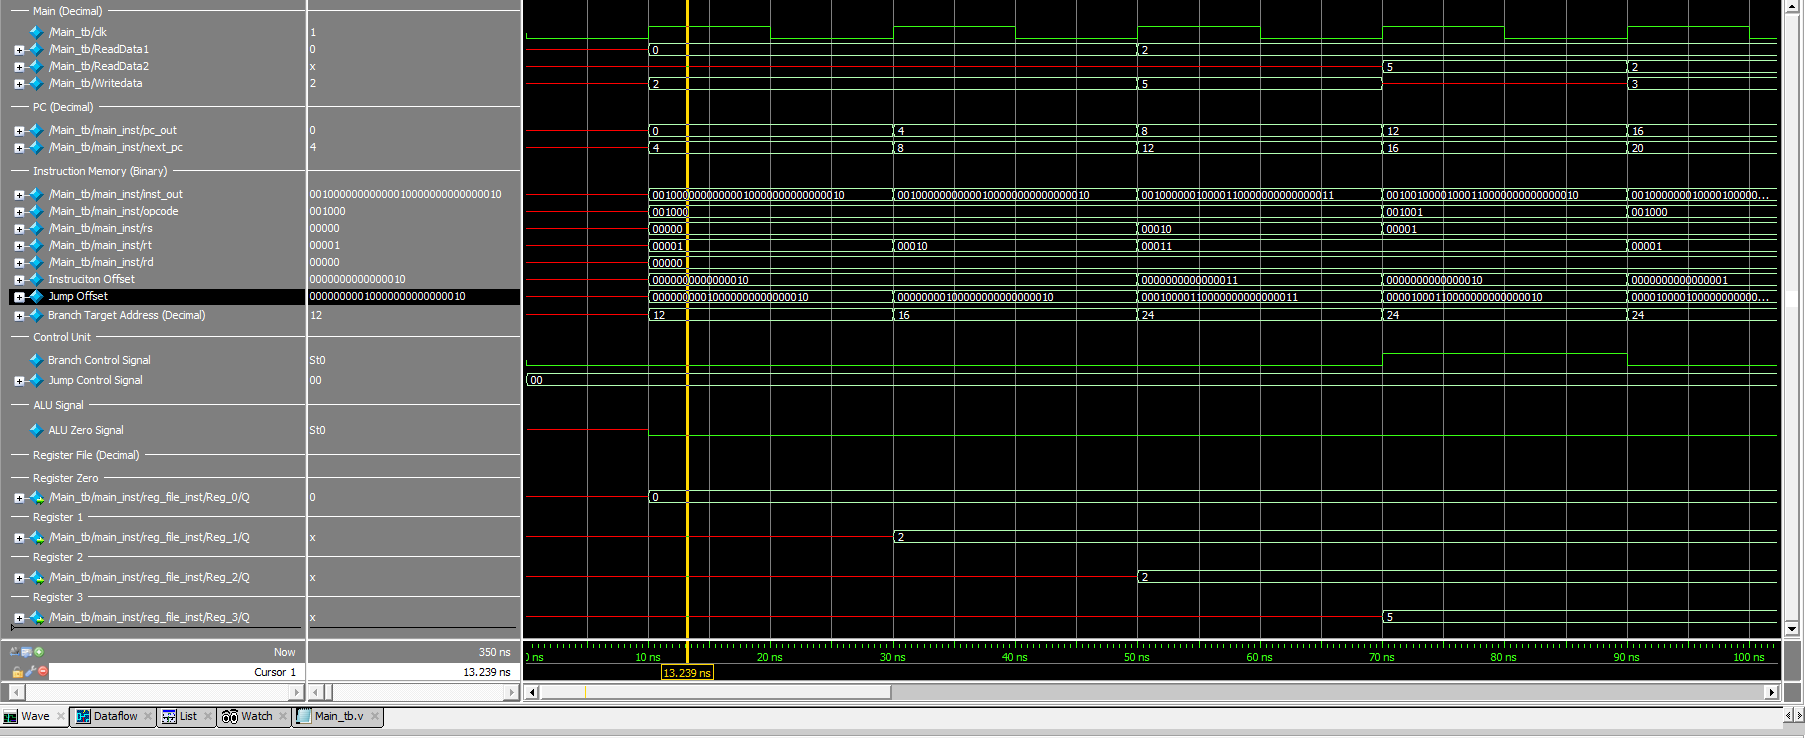 Main (Decimal)
/Main_tb/clk 1
/Main_tb/ReadData1 0 0 2
/Main_tb/ReadData2 x 5 2
/Main_tb/Writedata 2 2 5 3
PC (Decimal)
/Main_tb/main_inst/pc_out 0 0 4 8 12 16
/Main_tb/main_inst/next_pc 4 4 8 12 16 20
Instruction Memory (Binary)
/Main_tb/main_inst/inst_out 00100000000000010000000000000010 00100000000000010000000000000010 00100000000000100000000000000010 00100000010000110000000000000011 00100100001000110000000000000010 001000000010000100000...
/Main_tb/main_inst/opcode 001000 001000 001001 001000
/Main_tb/main_inst/rs 00000 00000 00010 00001
/Main_tb/main_inst/rt 00001 00001 00010 00011 00001
/Main_tb/main_inst/rd 00000 00000
Instruciton Offset 0000000000000010 0000000000000010 0000000000000011 0000000000000010 0000000000000001
Jump Offset 00000000010000000000000010 00000000010000000000000010 00000000100000000000000010 00010000110000000000000011 00001000110000000000000010 000010000100000000000...
Branch Target Address (Decimal) 12 12 16 24 24 24
Control Unit
Branch Control Signal St0
Jump Control Signal 00 00
ALU Signal
ALU Zero Signal St0
Register File (Decimal)
Register Zero
/Main_tb/main_inst/reg_file_inst/Reg_0/Q 0 0
Register 1
/Main_tb/main_inst/reg_file_inst/Reg_1/Q x 2
Register 2
/Main_tb/main_inst/reg_file_inst/Reg_2/Q x 2
Register 3
/Main_tb/main_inst/reg_file_inst/Reg_3/Q x 5
Now 350 ns ns 10 ns 20 ns 30 ns 40 ns 50 ns 60 ns 70 ns 80 ns 90 ns 100 ns
Cursor 1 13.239 ns 13.239 ns
Wave Dataflow List Watch Main_tb.v